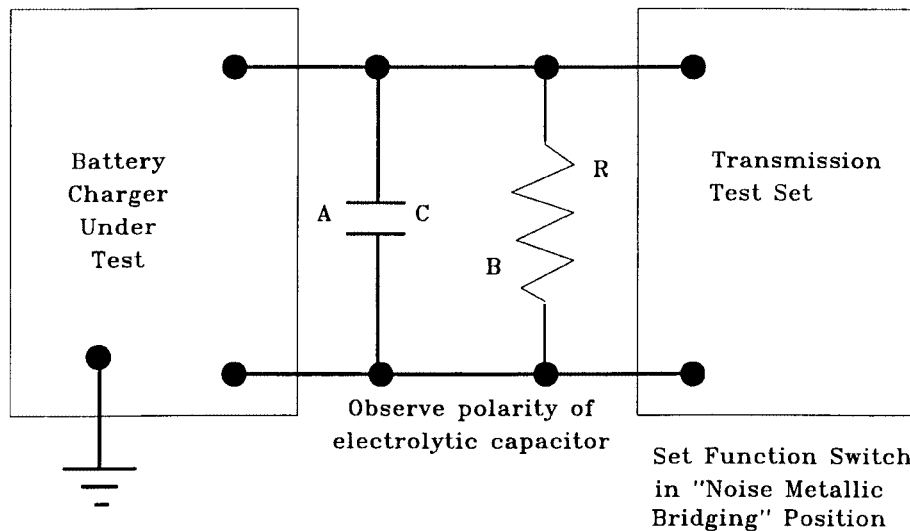 Battery
Charger
Under
Test
A
C
R
B
Transmission
Test Set
Observe polarity of
electrolytic capacitor
Set Function Switch
in "Noise Metallic
Bridging" Position